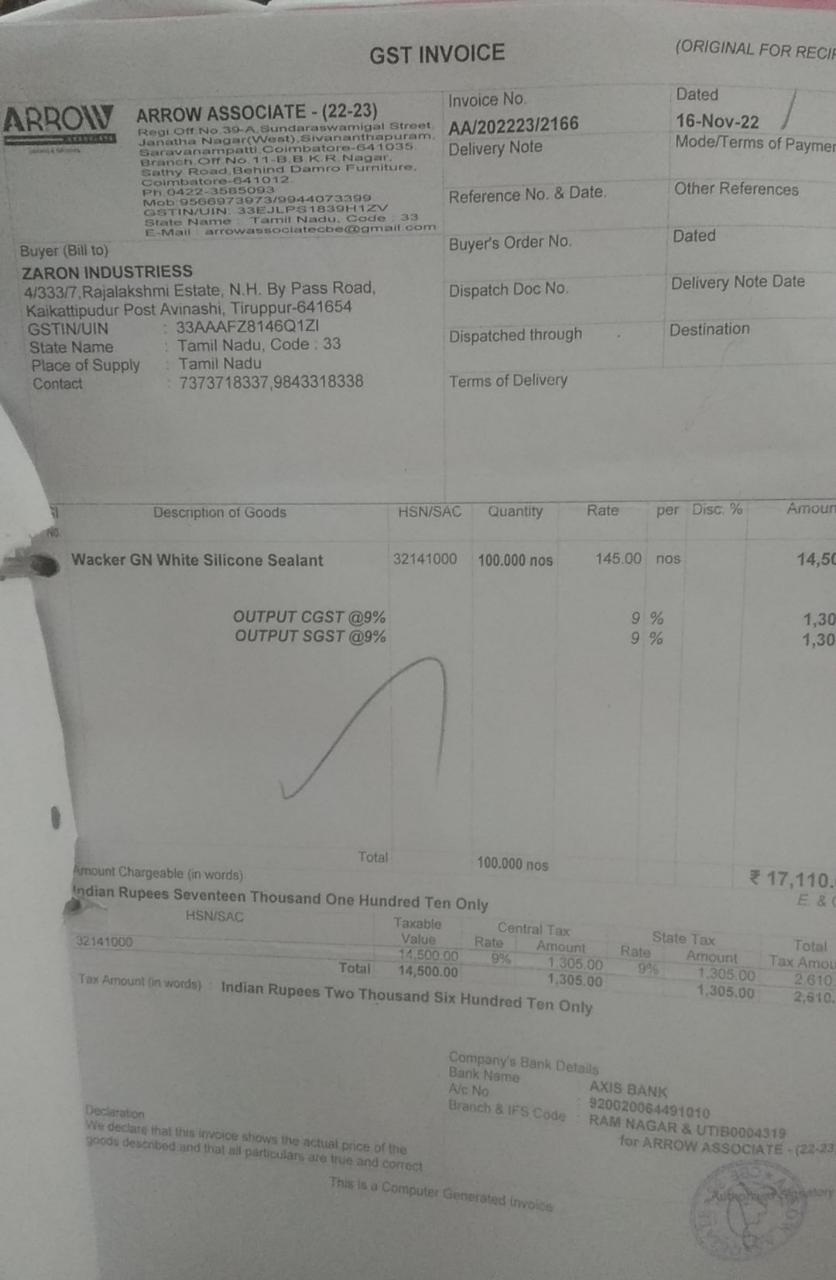 GST INVOICE
(ORIGINAL FOR RECIP
ARROW
ARROW ASSOCIATE - (22-23)
Regi Off.No.39-A,Sundaraswamigal Street,
Janatha Nagar(West),Sivananthapuram,
Saravanampatti,Coimbatore-641035.
Branch.Off No.11-B,B.K.R.Nagar,
Sathy Road,Behind Damro Furniture,
Coimbatore-641012.
Ph:0422-3585093
Mob:9566973973/9944073399
GSTIN/UIN: 33EJLPS1839H1ZV
State Name : Tamil Nadu, Code : 33
E-Mail : arrowassociatecbe@gmail.com
Invoice No.
AA/202223/2166
Dated
16-Nov-22
Delivery Note
Mode/Terms of Paymen
Reference No. & Date.
Other References
Buyer's Order No.
Dated
Dispatch Doc No.
Delivery Note Date
Dispatched through
Destination
Terms of Delivery
Buyer (Bill to)
ZARON INDUSTRIESS
4/333/7,Rajalakshmi Estate, N.H. By Pass Road,
Kaikattipudur Post Avinashi, Tiruppur-641654
GSTIN/UIN : 33AAAFZ8146Q1ZI
State Name : Tamil Nadu, Code : 33
Place of Supply : Tamil Nadu
Contact : 7373718337,9843318338
Sl Description of Goods HSN/SAC Quantity Rate per Disc. % Amoun
No.
Wacker GN White Silicone Sealant 32141000 100.000 nos 145.00 nos 14,50
OUTPUT CGST @9% 9 % 1,30
OUTPUT SGST @9% 9 % 1,30
Total 100.000 nos ₹ 17,110.
Amount Chargeable (in words) E. & O
Indian Rupees Seventeen Thousand One Hundred Ten Only
HSN/SAC Taxable Central Tax State Tax Total
Value Rate Amount Rate Amount Tax Amou
32141000 14,500.00 9% 1,305.00 9% 1,305.00 2,610.
Total 14,500.00 1,305.00 1,305.00 2,610.
Tax Amount (in words) : Indian Rupees Two Thousand Six Hundred Ten Only
Company's Bank Details
Bank Name : AXIS BANK
A/c No. : 920020064491010
Branch & IFS Code : RAM NAGAR & UTIB0004319
for ARROW ASSOCIATE - (22-23
Declaration
We declare that this invoice shows the actual price of the
goods described and that all particulars are true and correct
Authorised Signatory
This is a Computer Generated Invoice